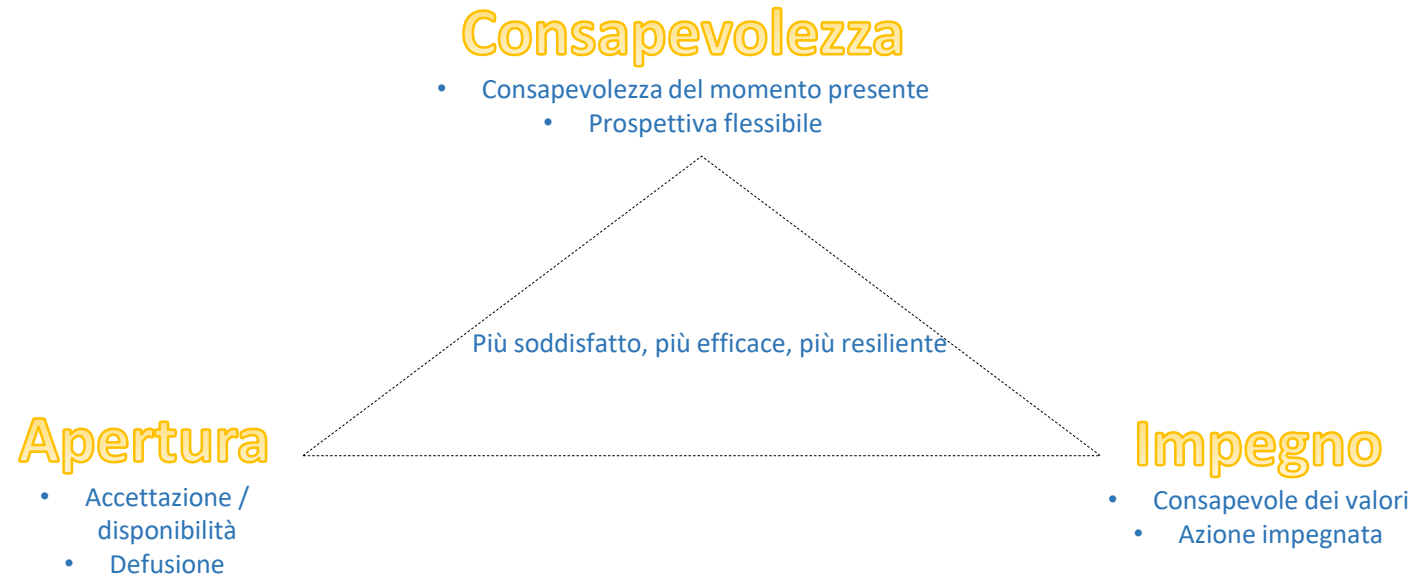 Consapevolezza
• Consapevolezza del momento presente
• Prospettiva flessibile
Più soddisfatto, più efficace, più resiliente
Apertura
• Accettazione /
disponibilità
• Defusione
Impegno
• Consapevole dei valori
• Azione impegnata